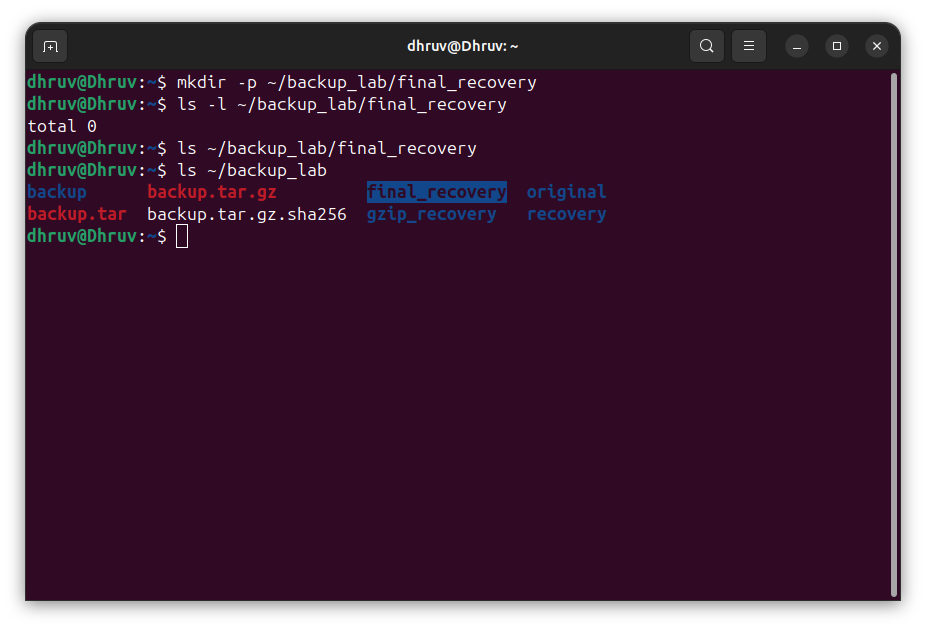 dhruv@Dhruv: ~
dhruv@Dhruv:~$ mkdir -p ~/backup_lab/final_recovery
dhruv@Dhruv:~$ ls -l ~/backup_lab/final_recovery
total 0
dhruv@Dhruv:~$ ls ~/backup_lab/final_recovery
dhruv@Dhruv:~$ ls ~/backup_lab
backup      backup.tar.gz         final_recovery  original
backup.tar  backup.tar.gz.sha256  gzip_recovery   recovery
dhruv@Dhruv:~$